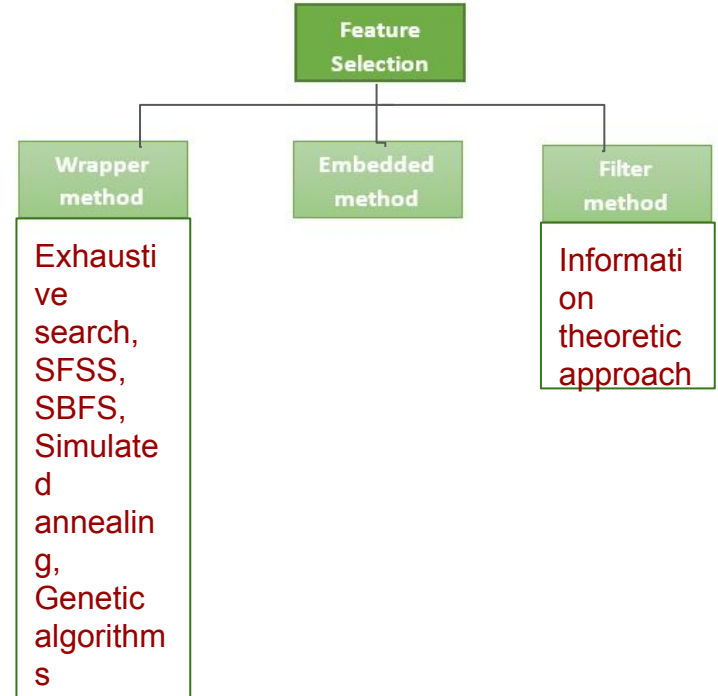 Feature
Selection
Wrapper
method
Embedded
method
Filter
method
Exhausti
ve
search,
SFSS,
SBFS,
Simulate
d
annealin
g,
Genetic
algorithm
s
Informati
on
theoretic
approach